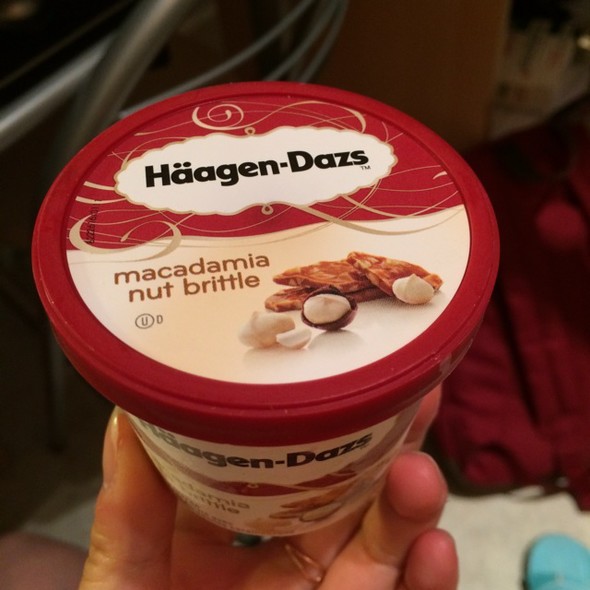 Häagen-Dazs
TM
macadamia
nut brittle
U D
Häagen-Dazs